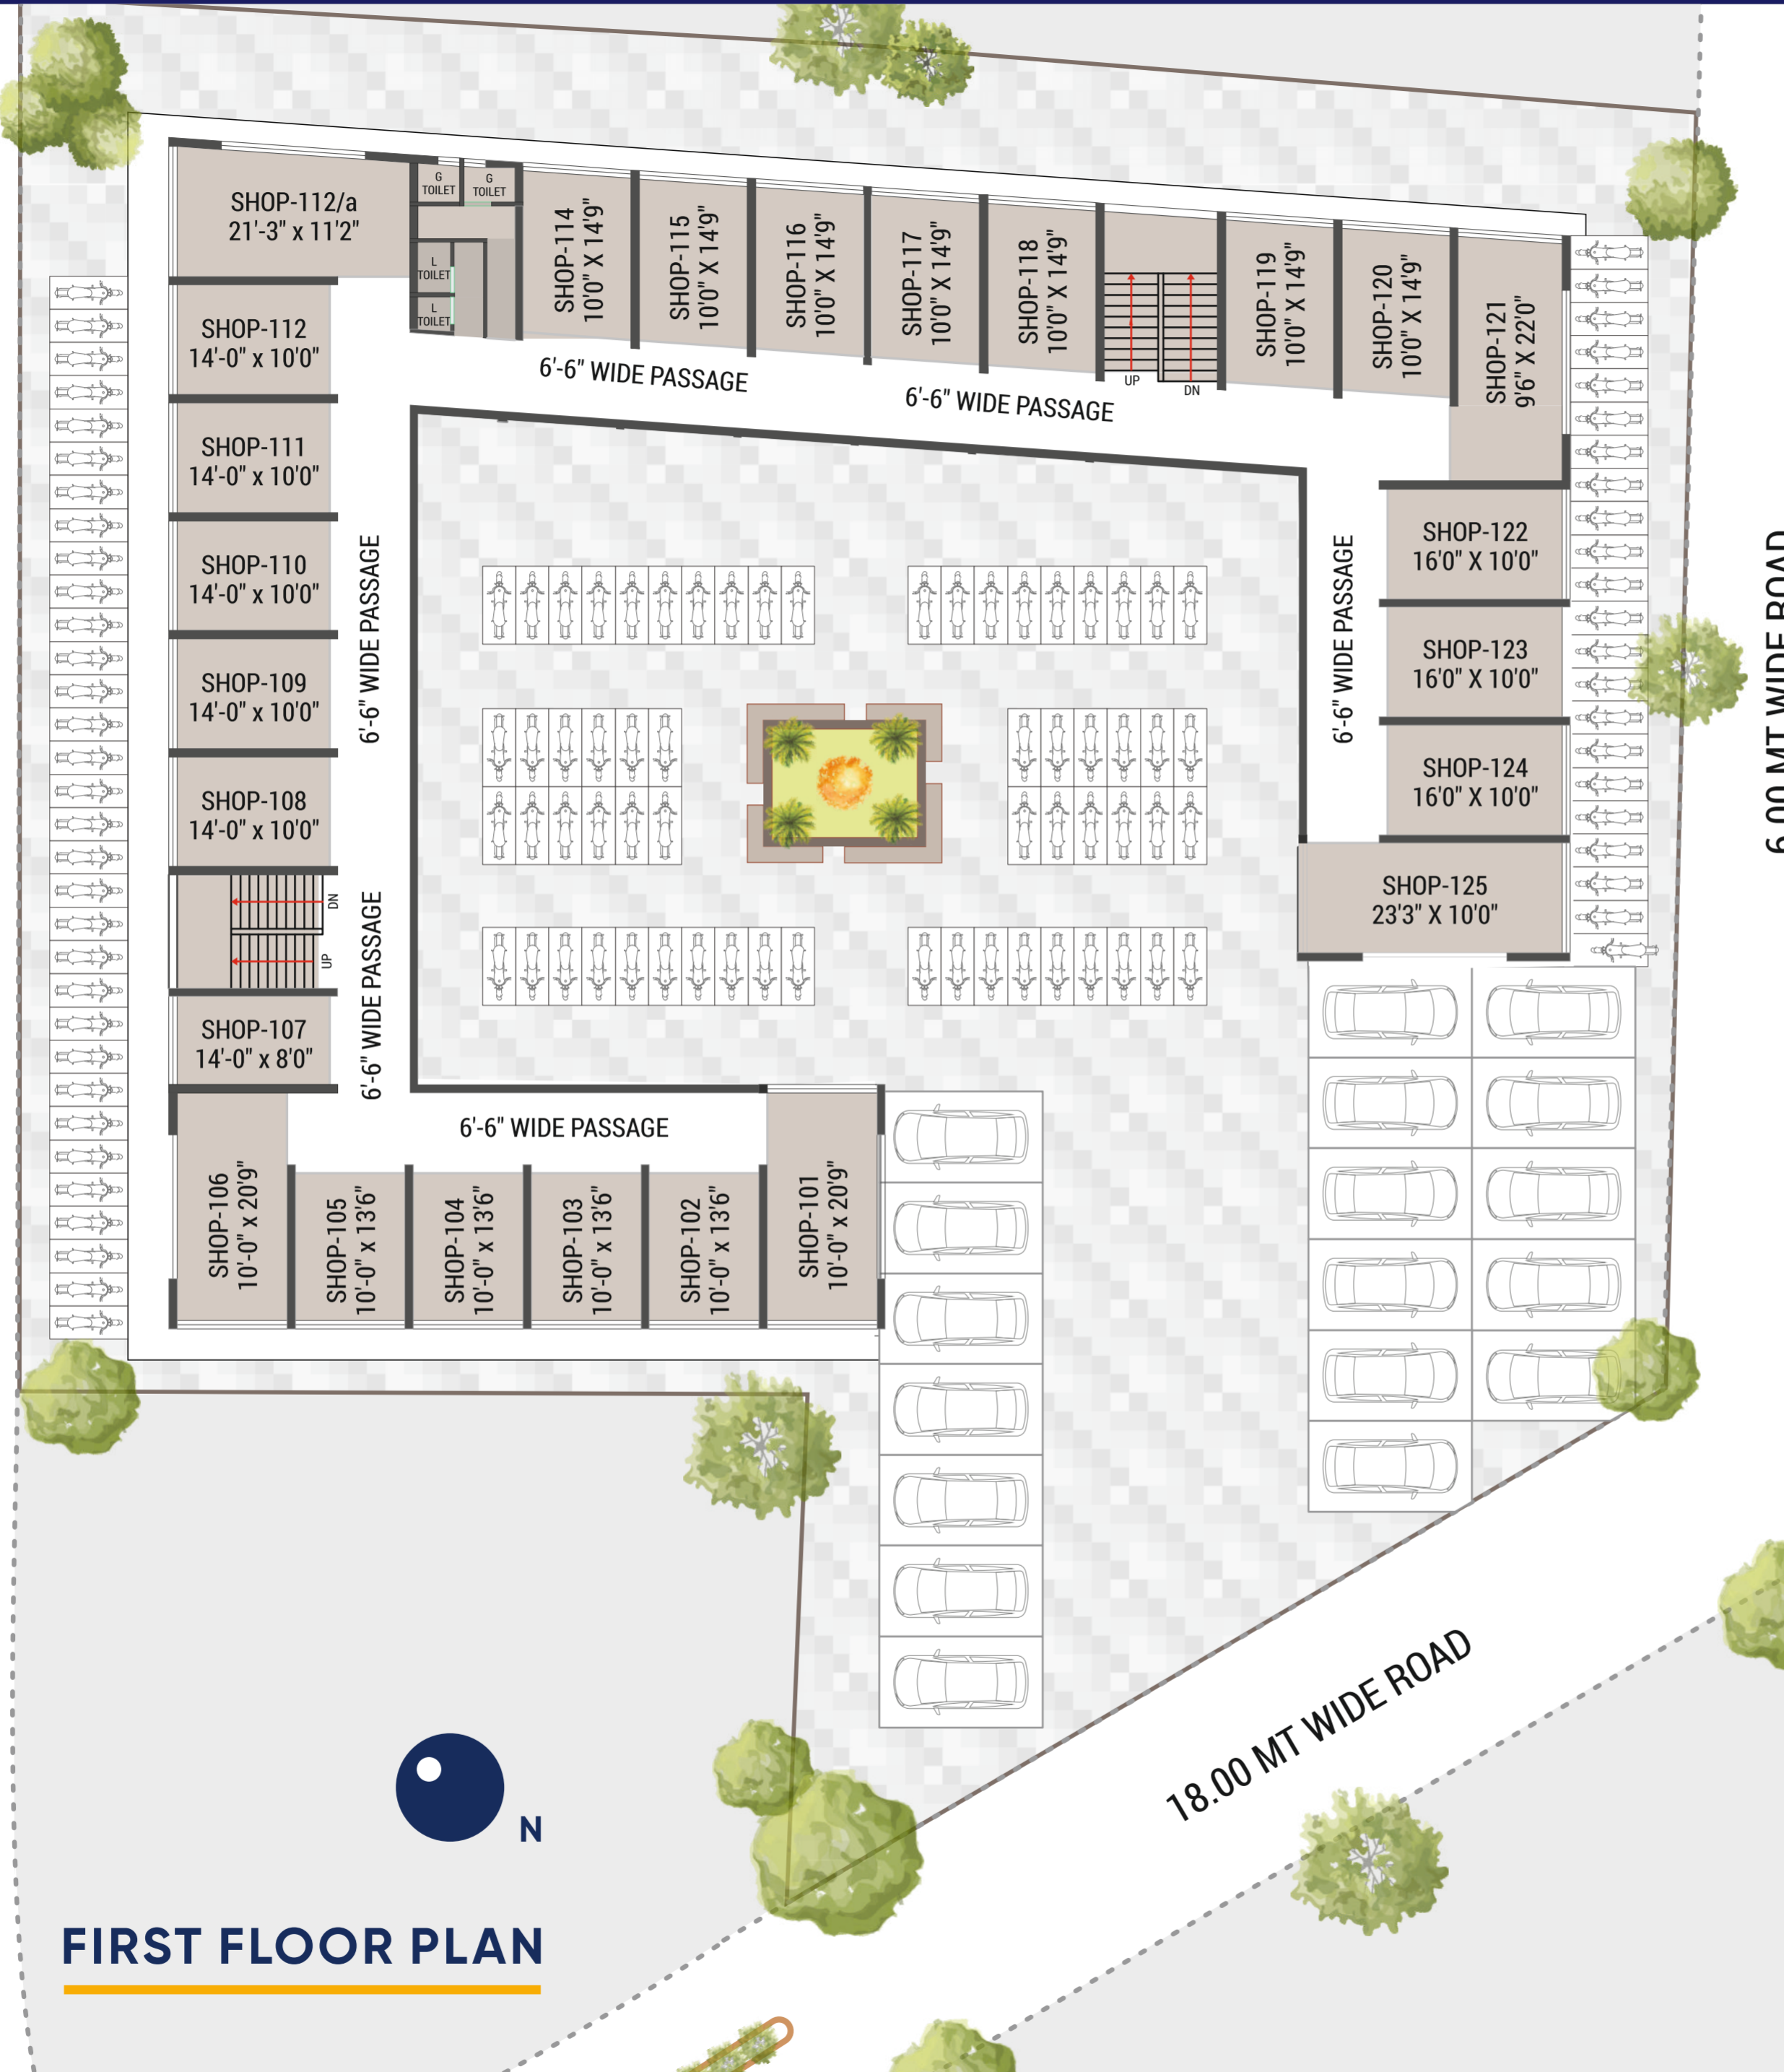 SHOP-112/a
21'-3" x 11'2"
G
TOILET
G
TOILET
L
TOILET
L
TOILET
SHOP-114
10'0" X 14'9"
SHOP-115
10'0" X 14'9"
SHOP-116
10'0" X 14'9"
SHOP-117
10'0" X 14'9"
SHOP-118
10'0" X 14'9"
UP
DN
SHOP-119
10'0" X 14'9"
SHOP-120
10'0" X 14'9"
SHOP-121
9'6" X 22'0"
6'-6" WIDE PASSAGE
6'-6" WIDE PASSAGE
SHOP-112
14'-0" x 10'0"
SHOP-111
14'-0" x 10'0"
SHOP-110
14'-0" x 10'0"
SHOP-109
14'-0" x 10'0"
SHOP-108
14'-0" x 10'0"
6'-6" WIDE PASSAGE
DN
UP
6'-6" WIDE PASSAGE
SHOP-107
14'-0" x 8'0"
6'-6" WIDE PASSAGE
SHOP-122
16'0" X 10'0"
SHOP-123
16'0" X 10'0"
SHOP-124
16'0" X 10'0"
SHOP-125
23'3" X 10'0"
6.00 MT WIDE ROAD
6'-6" WIDE PASSAGE
SHOP-106
10'-0" x 20'9"
SHOP-105
10'-0" x 13'6"
SHOP-104
10'-0" x 13'6"
SHOP-103
10'-0" x 13'6"
SHOP-102
10'-0" x 13'6"
SHOP-101
10'-0" x 20'9"
18.00 MT WIDE ROAD
N
FIRST FLOOR PLAN